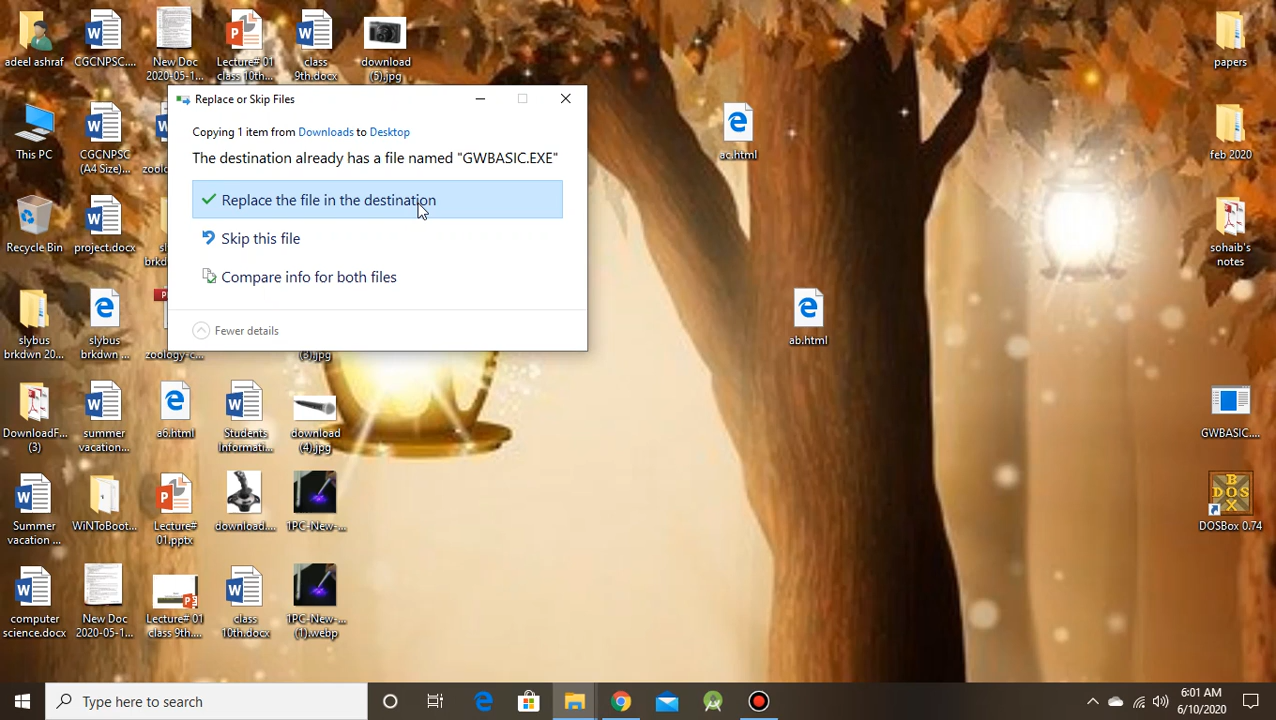 adeel ashraf
CGCNPSC....
New Doc
2020-05-1...
Lecture# 01
class 10th...
class
9th.docx
download
(5).jpg
papers
Replace or Skip Files
Copying 1 item from Downloads to Desktop
The destination already has a file named "GWBASIC.EXE"
Replace the file in the destination
Skip this file
Compare info for both files
Fewer details
This PC
CGCNPSC
(A4 Size)...
ac.html
feb 2020
Recycle Bin
project.docx
sohaib's
notes
slybus
brkdwn 20...
slybus
brkdwn ...
zoology-c...
(3).jpg
ab.html
DownloadF...
(3)
summer
vacation...
a6.html
Students
Informati...
download
(4).jpg
GWBASIC....
Summer
vacation ...
WiNToBoot...
Lecture#
01.pptx
download....
1PC-New-...
DOS
BOX
DOSBox 0.74
computer
science.docx
New Doc
2020-05-1...
Lecture# 01
class 9th....
class
10th.docx
1PC-New-...
(1).webp
Type here to search
6:01 AM
6/10/2020